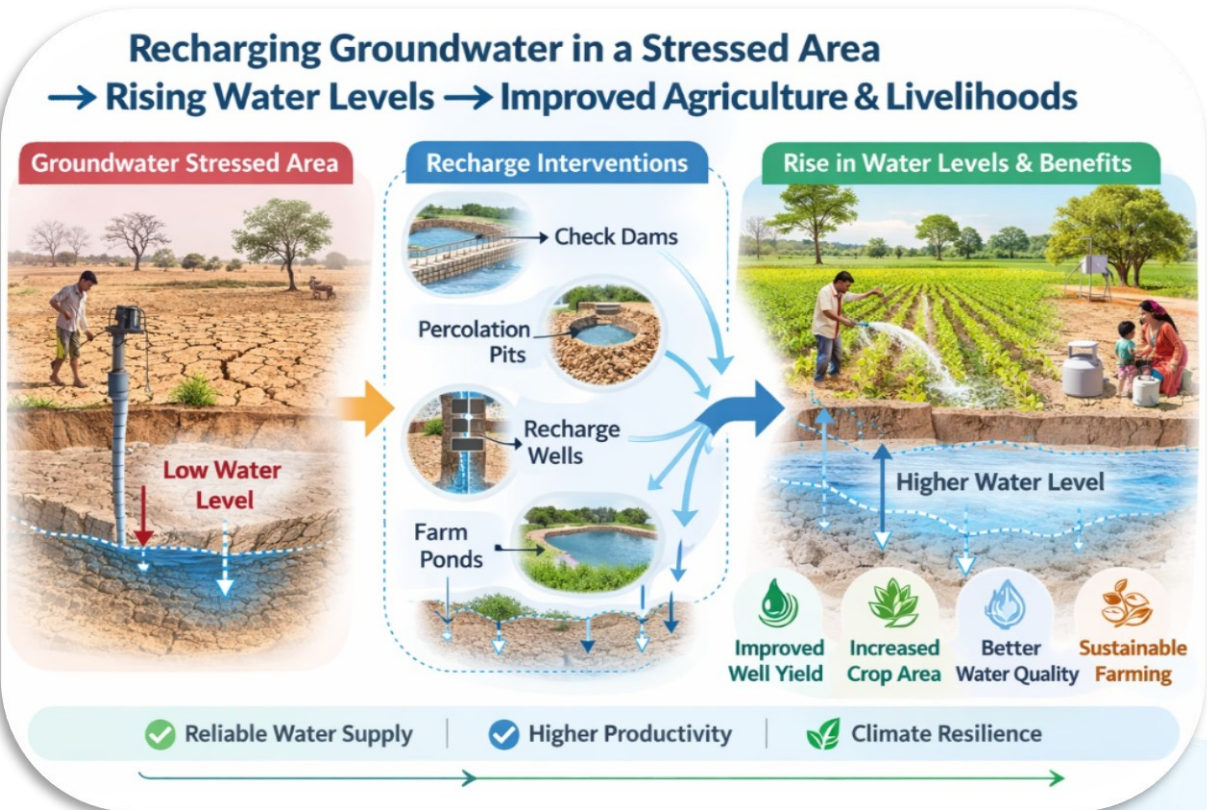 Recharging Groundwater in a Stressed Area
→ Rising Water Levels → Improved Agriculture & Livelihoods
Groundwater Stressed Area
Low Water
Level
Recharge Interventions
Check Dams
Percolation
Pits
Recharge
Wells
Farm
Ponds
Rise in Water Levels & Benefits
Higher Water Level
Improved
Well Yield
Increased
Crop Area
Better
Water Quality
Sustainable
Farming
Reliable Water Supply
Higher Productivity
Climate Resilience